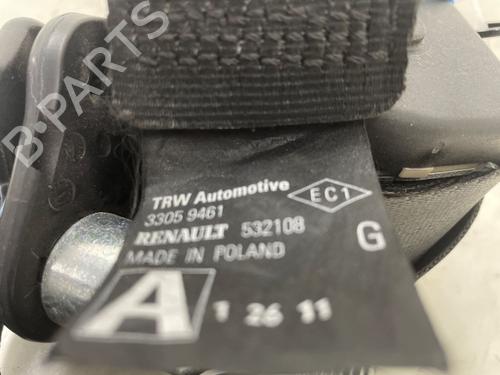 B-PARTS
TRW Automotive
3305 9461
EC1
RENAULT 532108
G
MADE IN POLAND
A 1 26 11